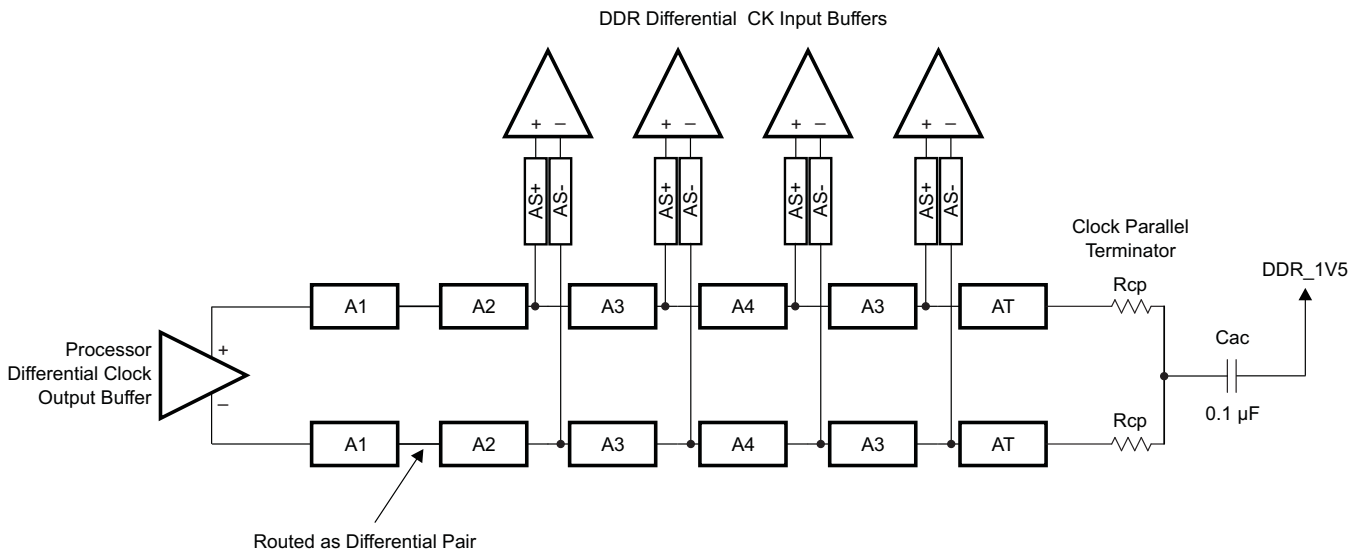 DDR Differential CK Input Buffers
+ − + − + − + −
AS+ AS- AS+ AS- AS+ AS- AS+ AS-
Clock Parallel
Terminator
DDR_1V5
A1 A2 A3 A4 A3 AT
Rcp
Processor
Differential Clock
Output Buffer
+
−
Cac
0.1 µF
A1 A2 A3 A4 A3 AT
Rcp
Routed as Differential Pair